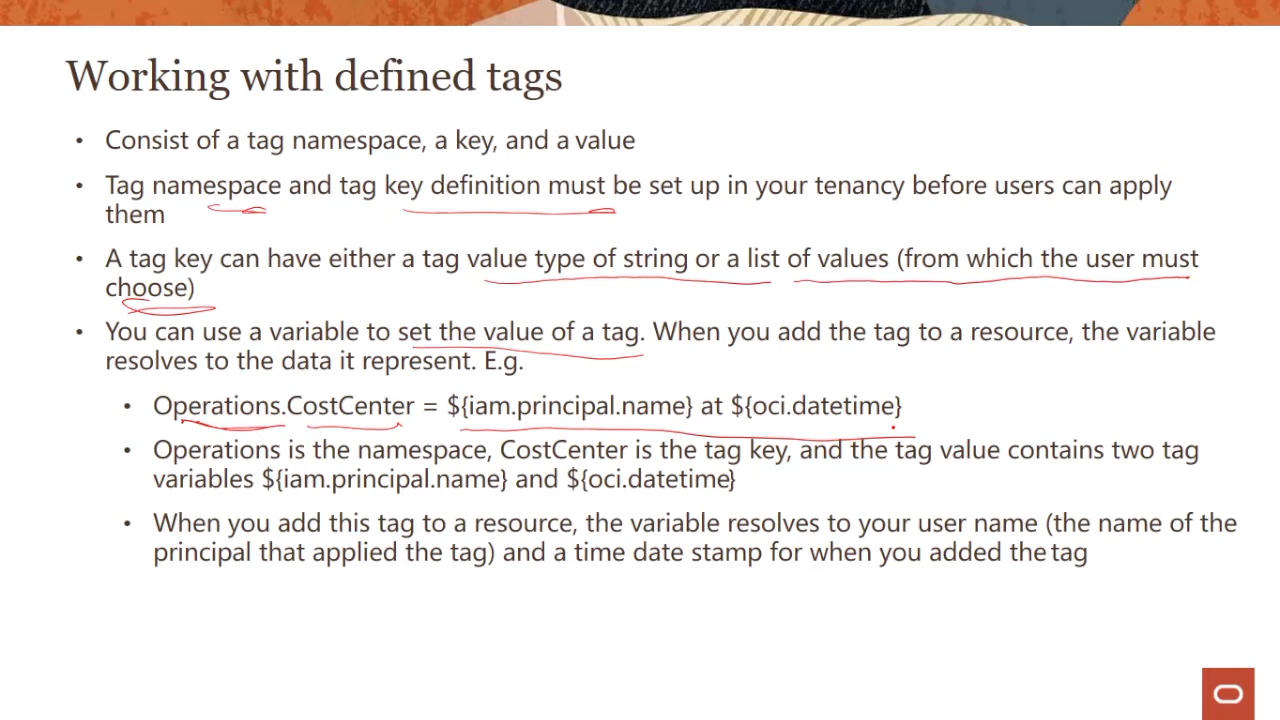 Working with defined tags
• Consist of a tag namespace, a key, and a value
• Tag namespace and tag key definition must be set up in your tenancy before users can apply
them
• A tag key can have either a tag value type of string or a list of values (from which the user must
choose)
• You can use a variable to set the value of a tag. When you add the tag to a resource, the variable
resolves to the data it represent. E.g.
• Operations.CostCenter = ${iam.principal.name} at ${oci.datetime}
• Operations is the namespace, CostCenter is the tag key, and the tag value contains two tag
variables ${iam.principal.name} and ${oci.datetime}
• When you add this tag to a resource, the variable resolves to your user name (the name of the
principal that applied the tag) and a time date stamp for when you added the tag